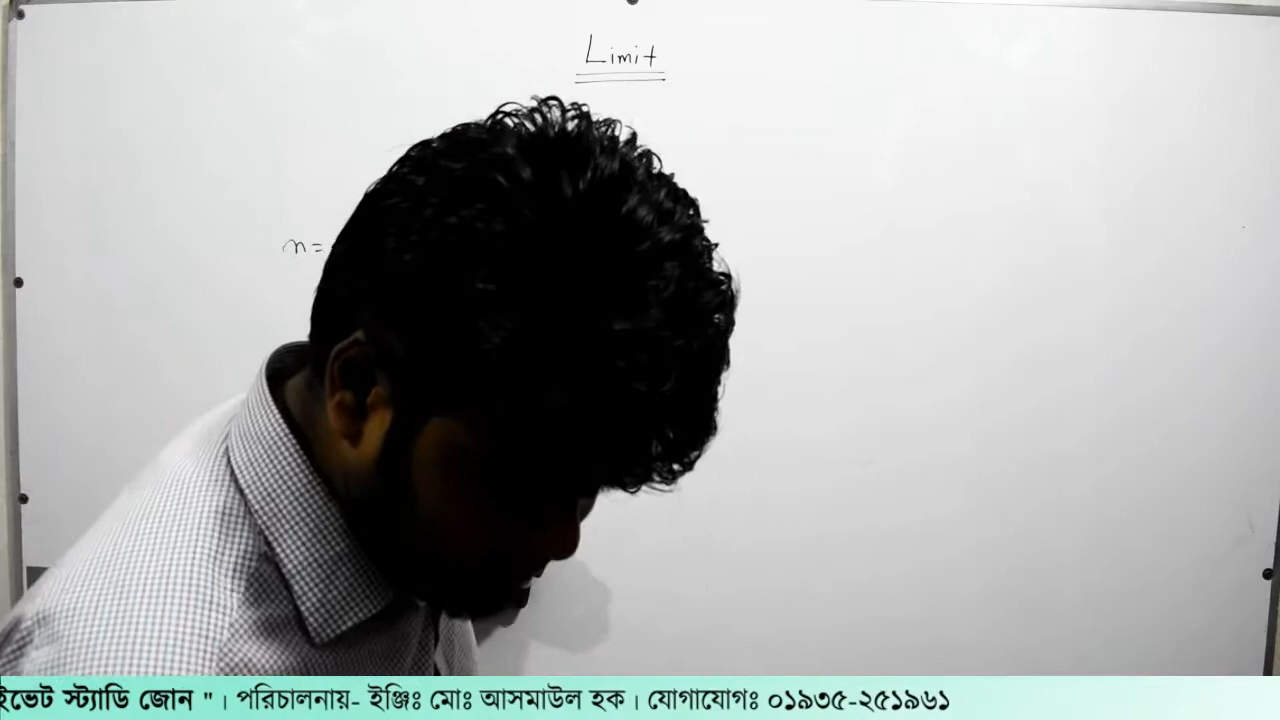 Limit
n=
ইভেট স্ট্যাডি জোন "। পরিচালনায়- ইঞ্জিঃ মোঃ আসমাউল হক। যোগাযোগঃ ০১৯৩৫-২৫১৯৬১